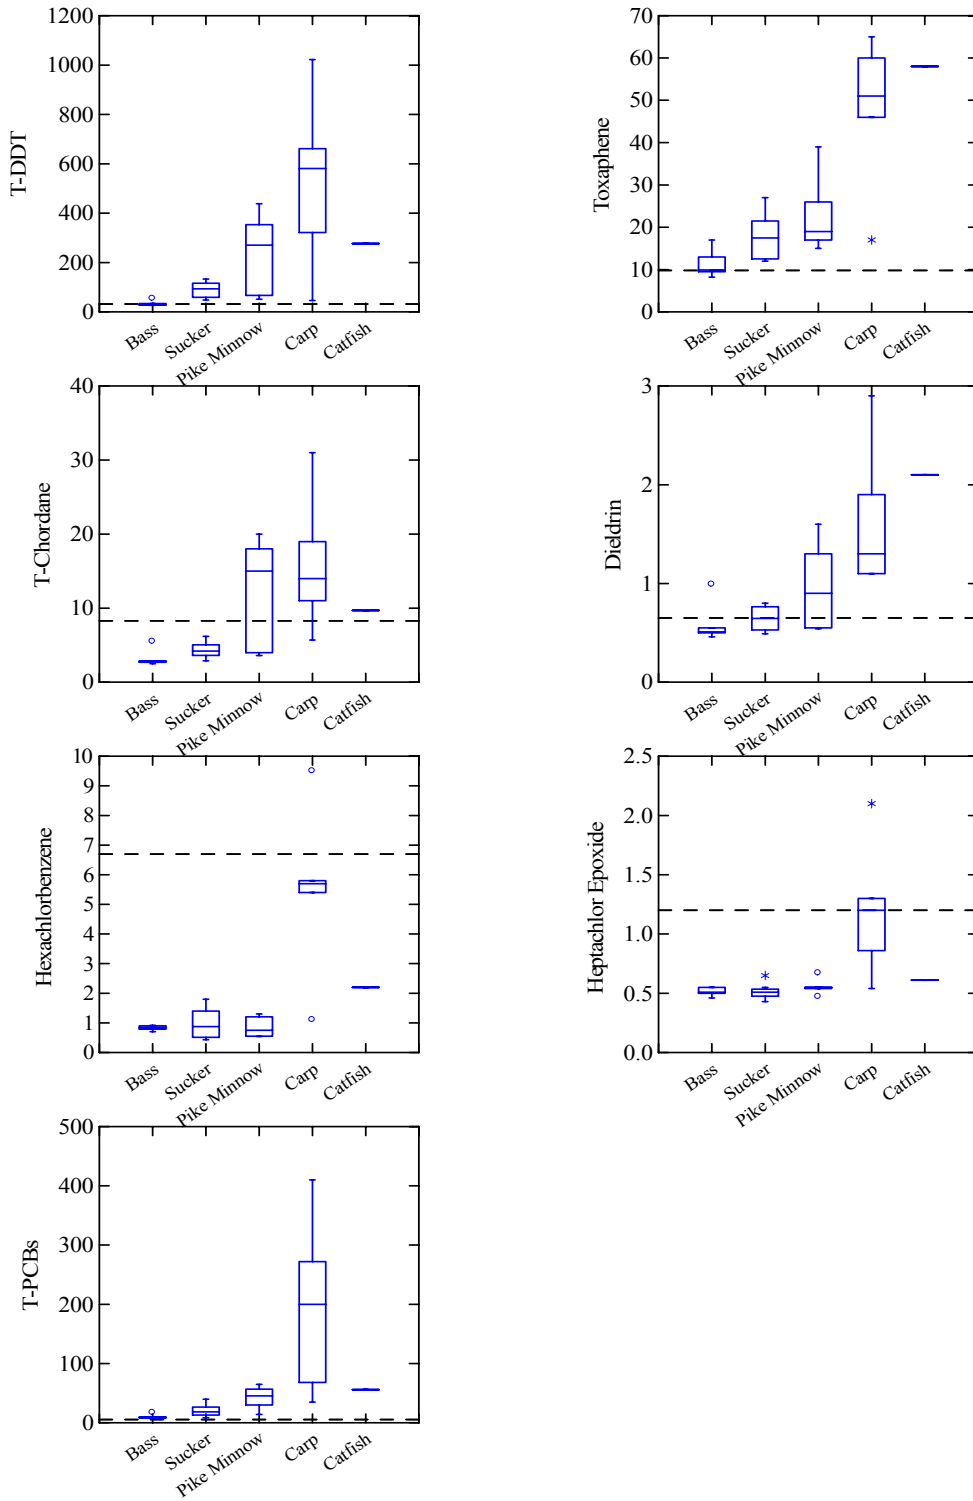 T-DDT
1200
1000
800
600
400
200
0
Bass
Sucker
Pike Minnow
Carp
Catfish
Toxaphene
70
60
50
40
30
20
10
0
Bass
Sucker
Pike Minnow
Carp
Catfish
T-Chordane
40
30
20
10
0
Bass
Sucker
Pike Minnow
Carp
Catfish
Dieldrin
3
2
1
0
Bass
Sucker
Pike Minnow
Carp
Catfish
Hexachlorbenzene
10
9
8
7
6
5
4
3
2
1
0
Bass
Sucker
Pike Minnow
Carp
Catfish
Heptachlor Epoxide
2.5
2.0
1.5
1.0
0.5
0.0
Bass
Sucker
Pike Minnow
Carp
Catfish
T-PCBs
500
400
300
200
100
0
Bass
Sucker
Pike Minnow
Carp
Catfish